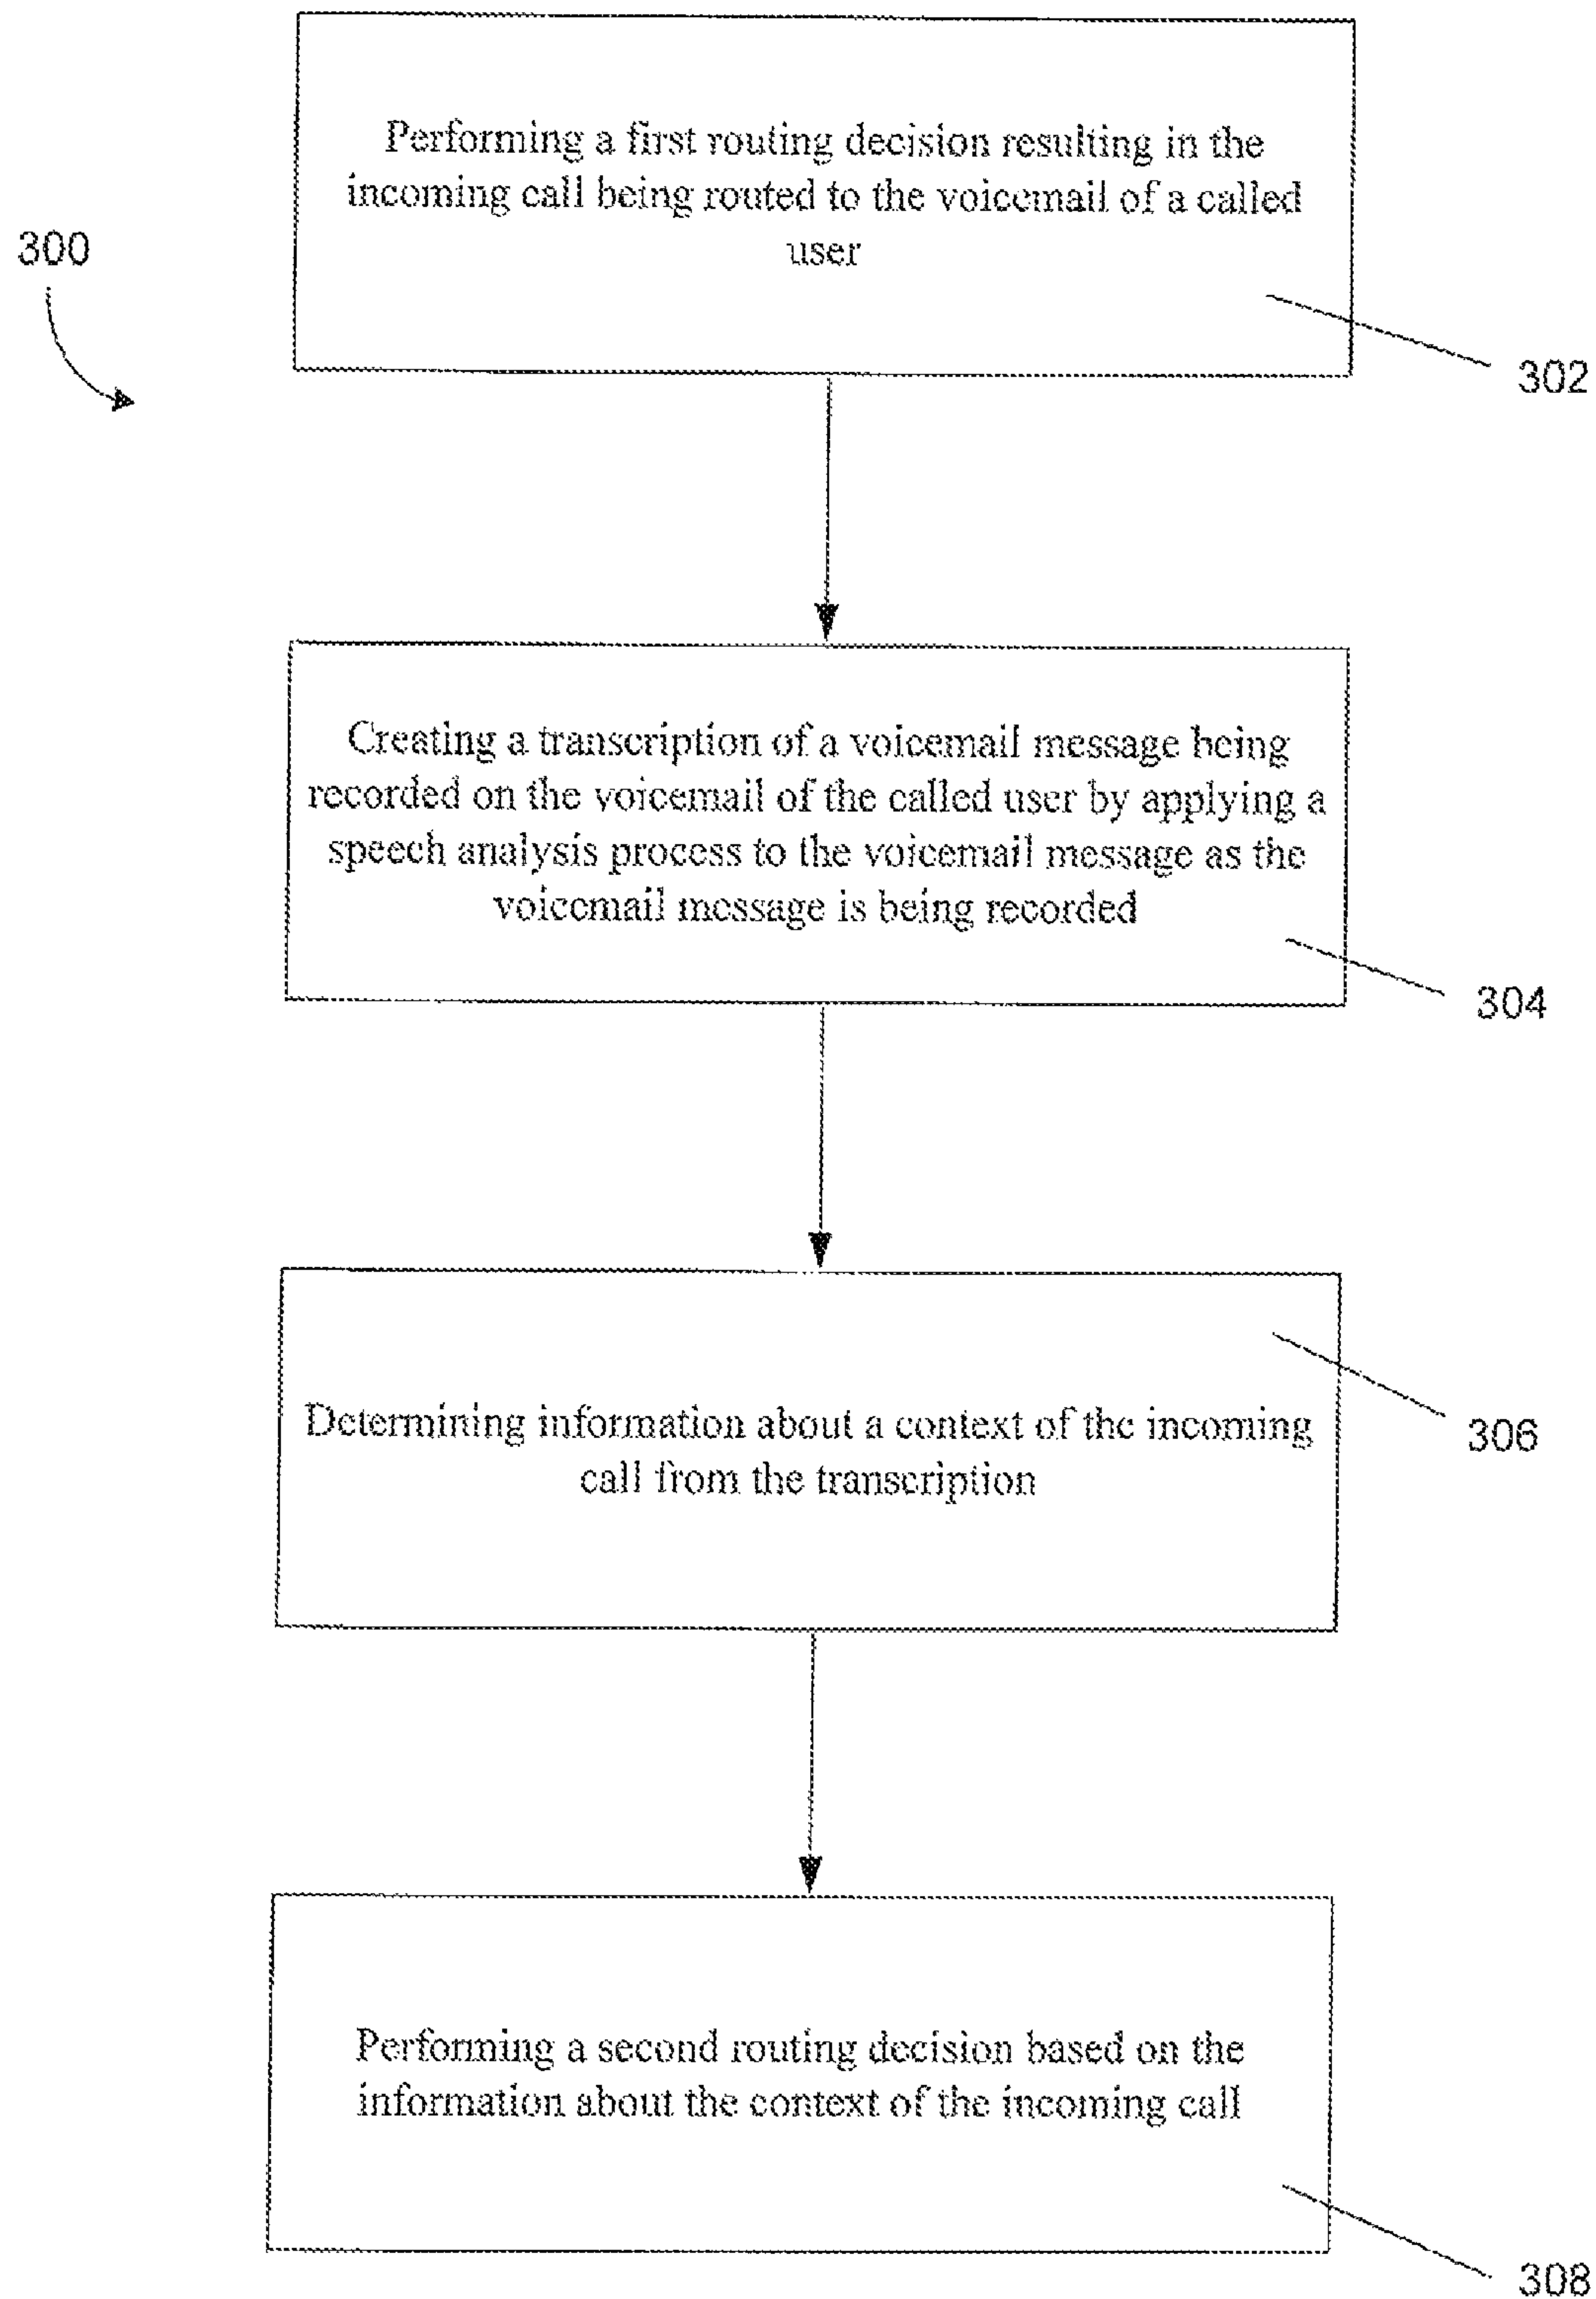 Performing a first routing decision resulting in the
incoming call being routed to the voicemail of a called
user
300
302
Creating a transcription of a voicemail message being
recorded on the voicemail of the called user by applying a
speech analysis process to the voicemail message as the
voicemail message is being recorded
304
Determining information about a context of the incoming
call from the transcription
306
Performing a second routing decision based on the
information about the context of the incoming call
308